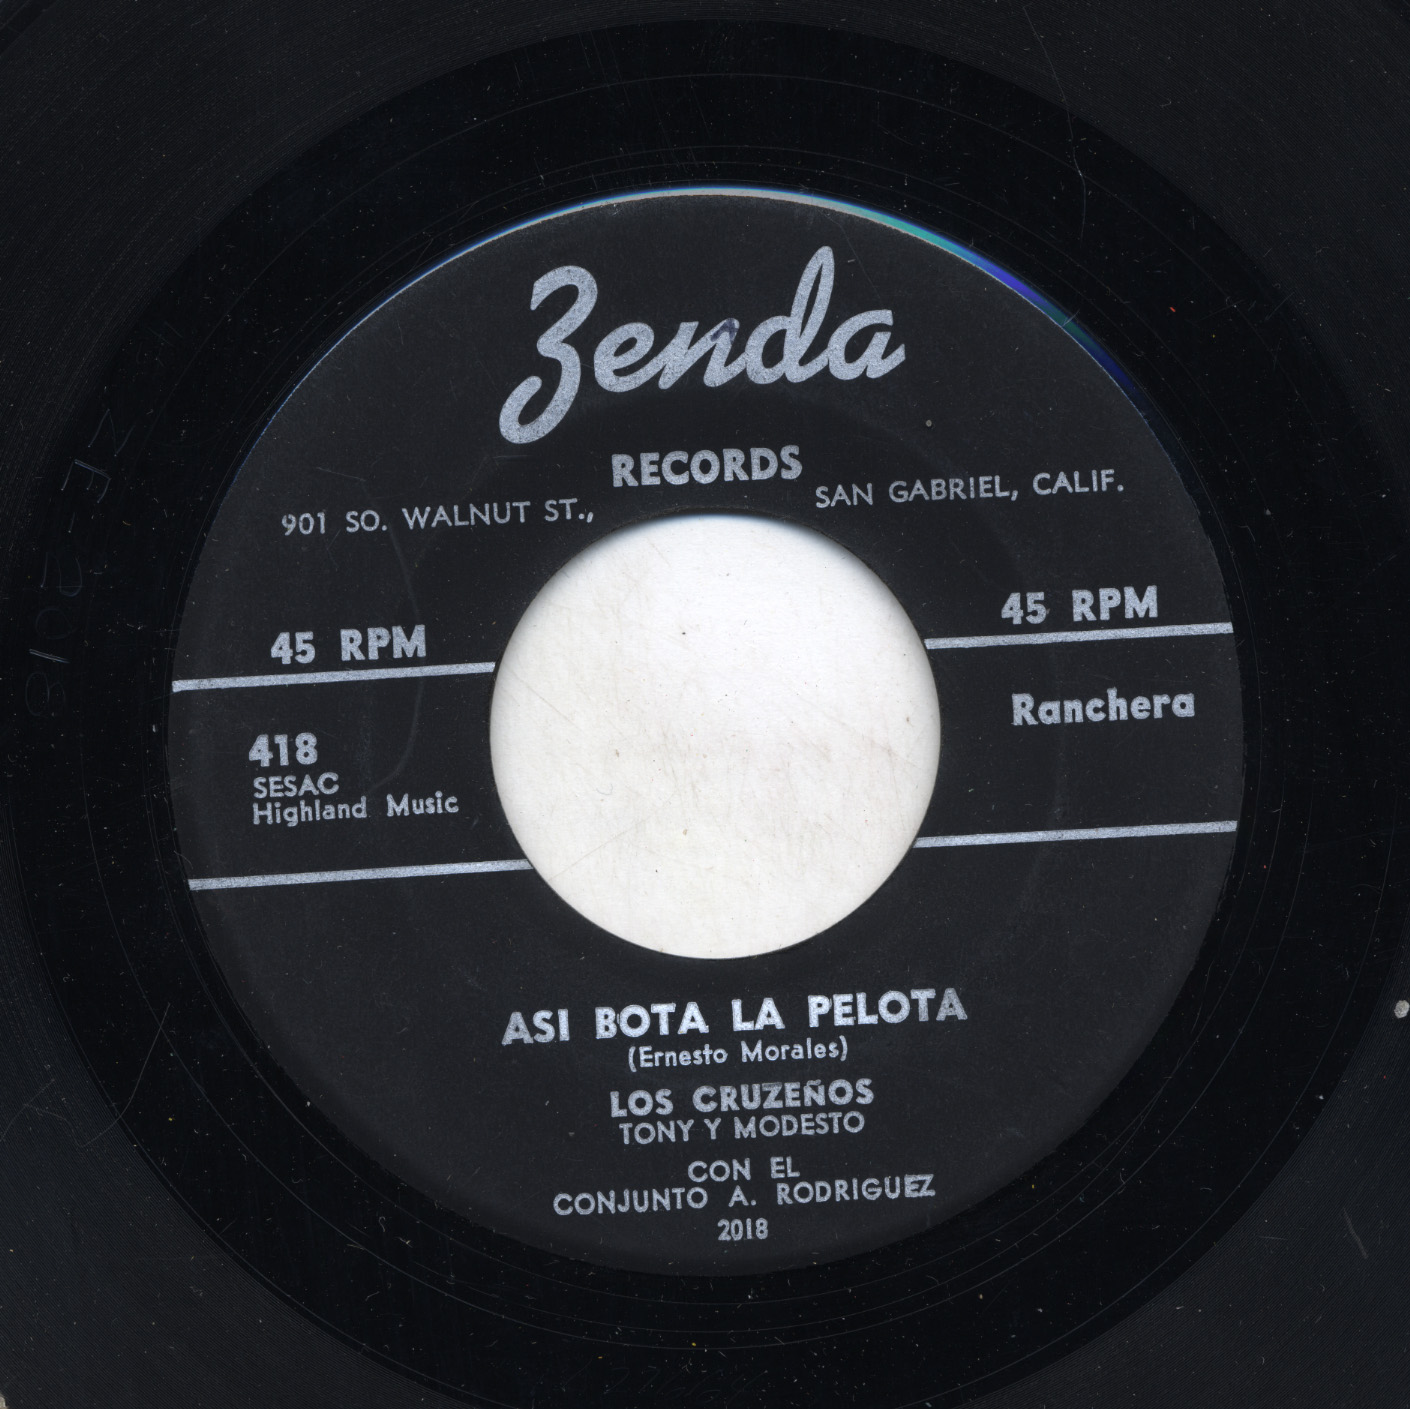 Zenda
RECORDS
901 SO. WALNUT ST., SAN GABRIEL, CALIF.
45 RPM 45 RPM
Ranchera
418
SESAC
Highland Music
ASI BOTA LA PELOTA
(Ernesto Morales)
LOS CRUZEÑOS
TONY Y MODESTO
CON EL
CONJUNTO A. RODRIGUEZ
2018
Z-E-2018